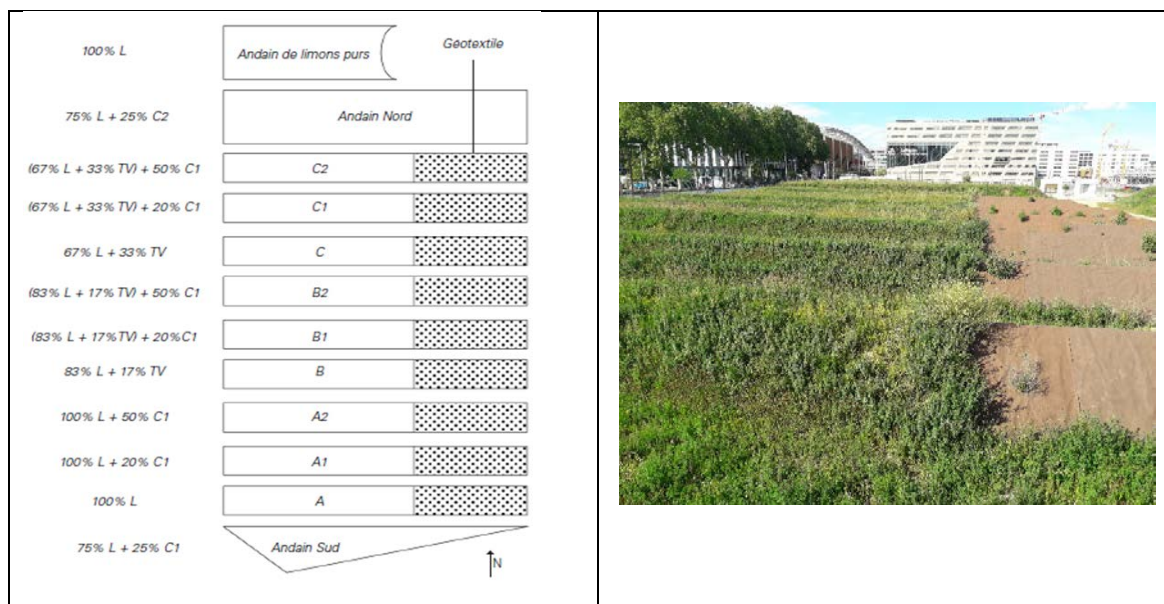 100% L
Andain de limons purs
Géotextile
75% L + 25% C2
Andain Nord
(67% L + 33% TV) + 50% C1
C2
(67% L + 33% TV) + 20% C1
C1
67% L + 33% TV
C
(83% L + 17% TV) + 50% C1
B2
(83% L + 17% TV) + 20% C1
B1
83% L + 17% TV
B
100% L + 50% C1
A2
100% L + 20% C1
A1
100% L
A
75% L + 25% C1
Andain Sud
N